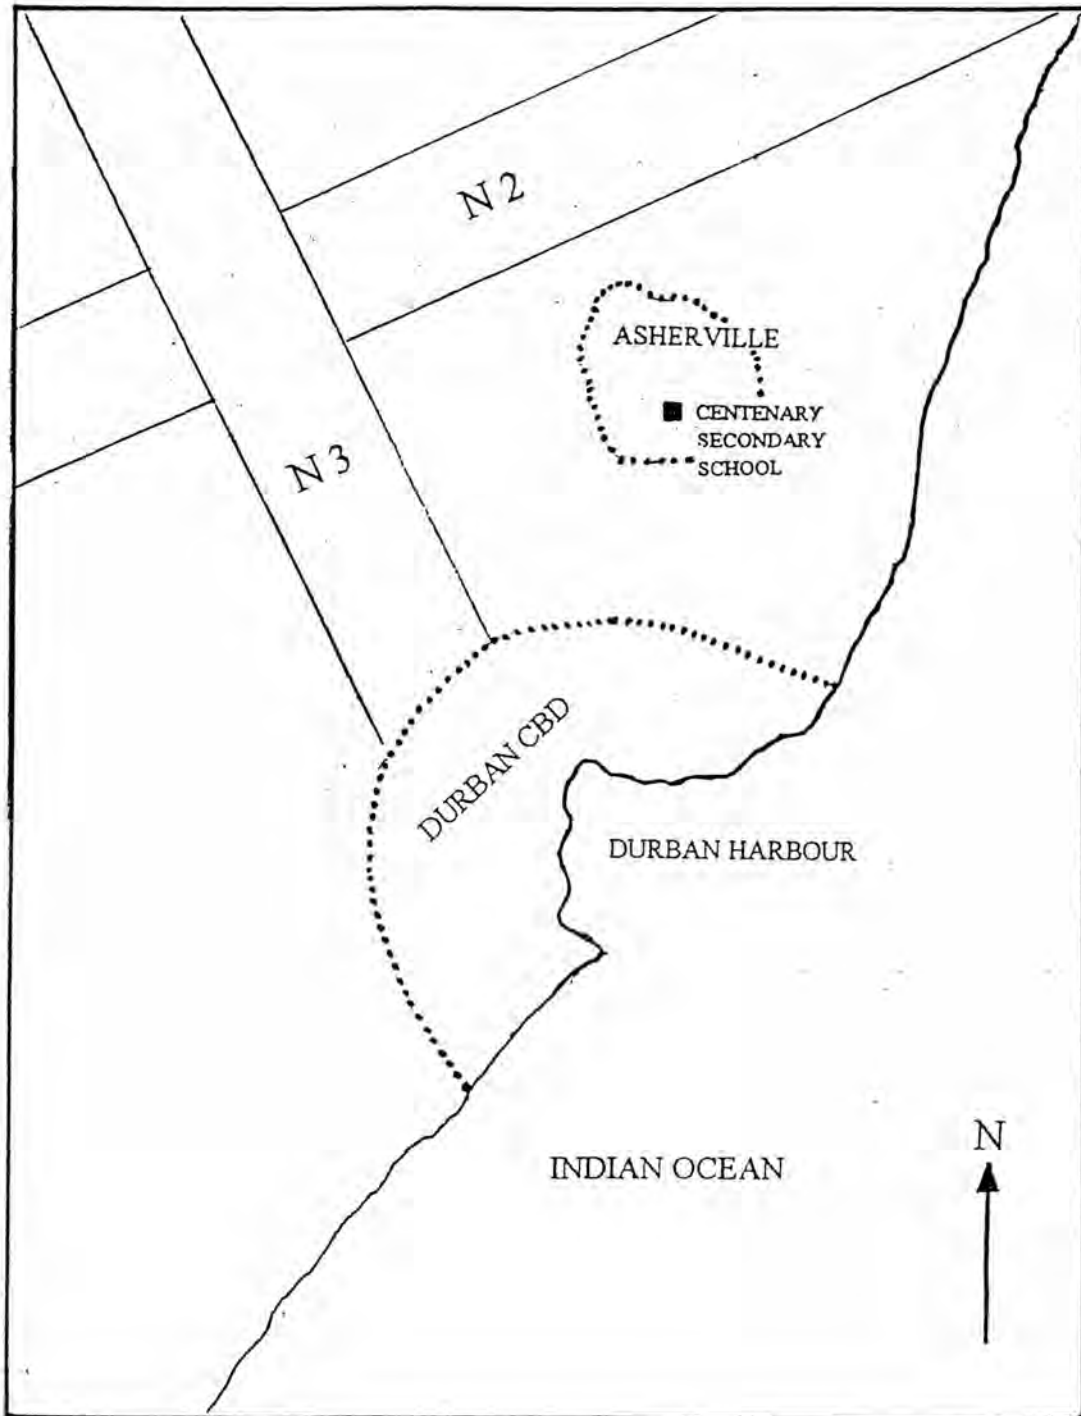 N 2
ASHERVILLE
CENTENARY
SECONDARY
SCHOOL
N 3
DURBAN CBD
DURBAN HARBOUR
N
INDIAN OCEAN